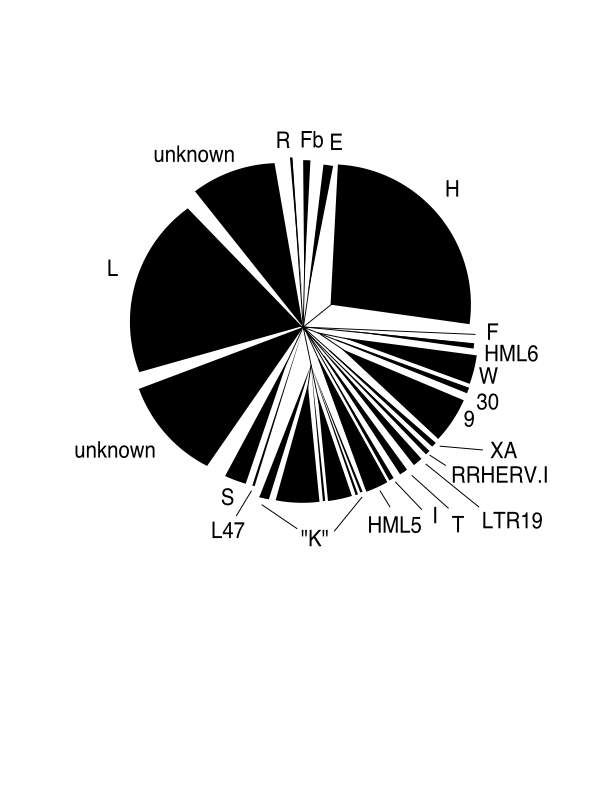 R
Fb
E
unknown
H
L
F
HML6
W
30
9
unknown
XA
RRHERV.I
S
L47
"K"
HML5
I
T
LTR19